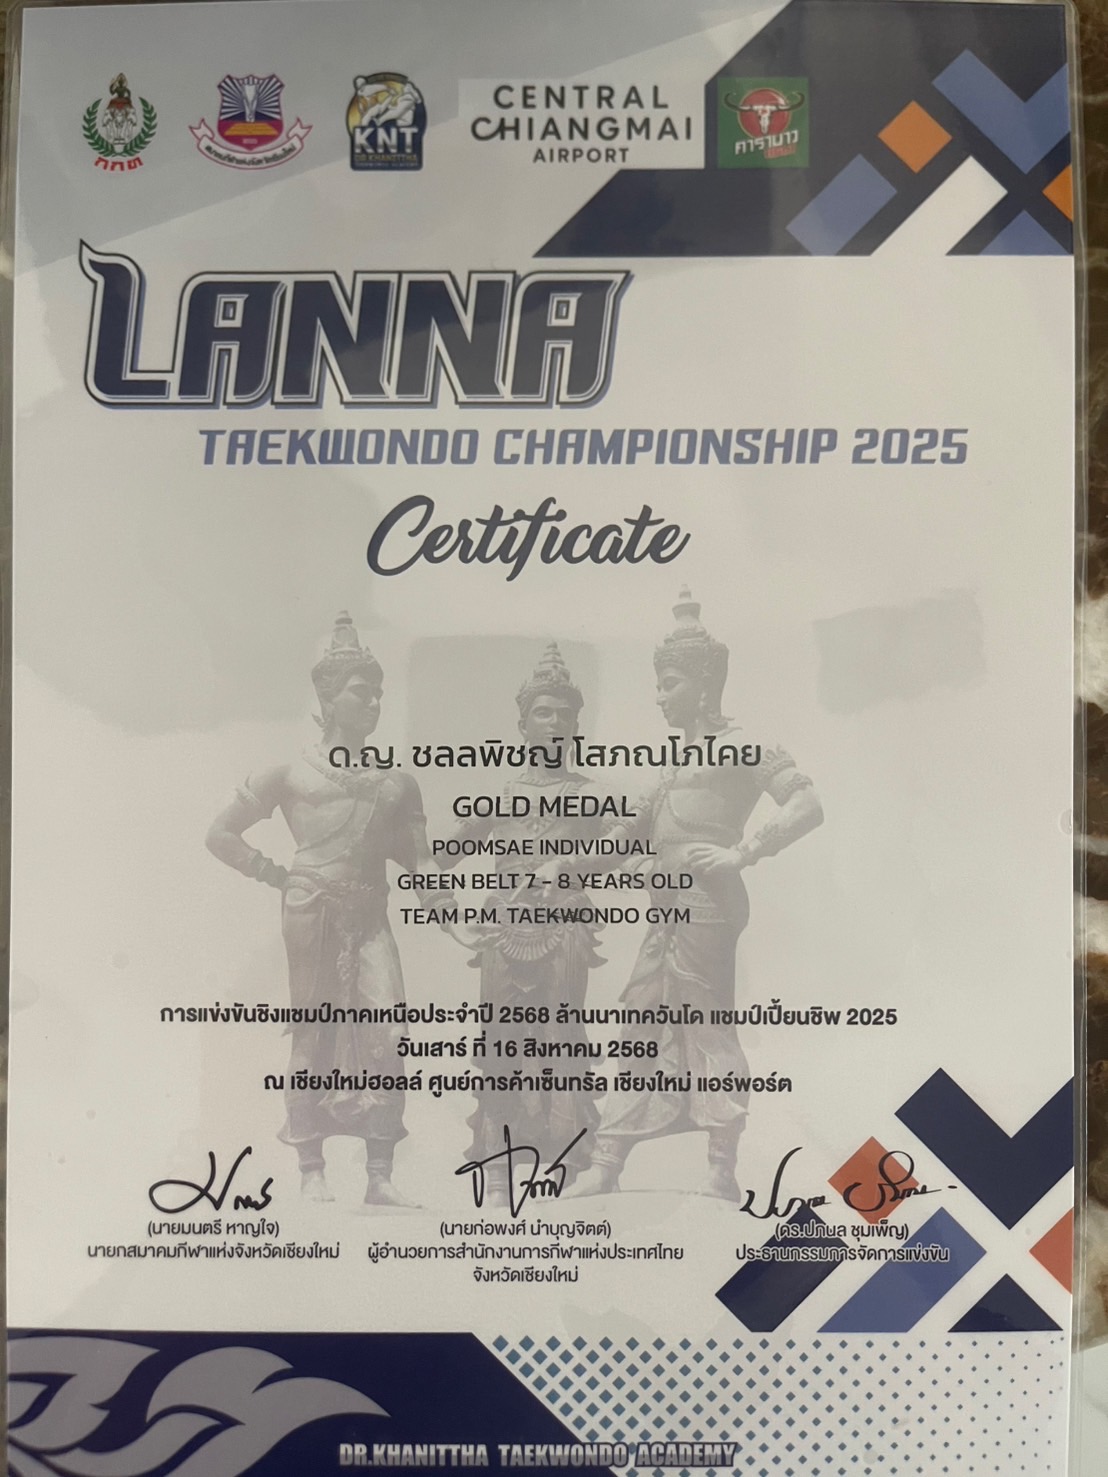 กกท
KNT
DR.KHANITTHA
CENTRAL
CHIANGMAI
AIRPORT
คาราบาว
LANNA
TAEKWONDO CHAMPIONSHIP 2025
Certificate
ด.ญ. ชลลพิชญ์ โสภณโภไคย
GOLD MEDAL
POOMSAE INDIVIDUAL
GREEN BELT 7 - 8 YEARS OLD
TEAM P.M. TAEKWONDO GYM
การแข่งขันชิงแชมป์ภาคเหนือประจำปี 2568 ล้านนาเทควันโด แชมป์เปี้ยนชิพ 2025
วันเสาร์ ที่ 16 สิงหาคม 2568
ณ เชียงใหม่ฮอลล์ ศูนย์การค้าเซ็นทรัล เชียงใหม่ แอร์พอร์ต
(นายมนตรี หาญใจ) (นายก่อพงศ์ นำบุญจิตต์) (ดร.ปภมล ชุมเพ็ญ)
นายกสมาคมกีฬาแห่งจังหวัดเชียงใหม่ ผู้อำนวยการสำนักงานการกีฬาแห่งประเทศไทย ประธานกรรมการจัดการแข่งขัน
จังหวัดเชียงใหม่
DR.KHANITTHA TAEKWONDO ACADEMY